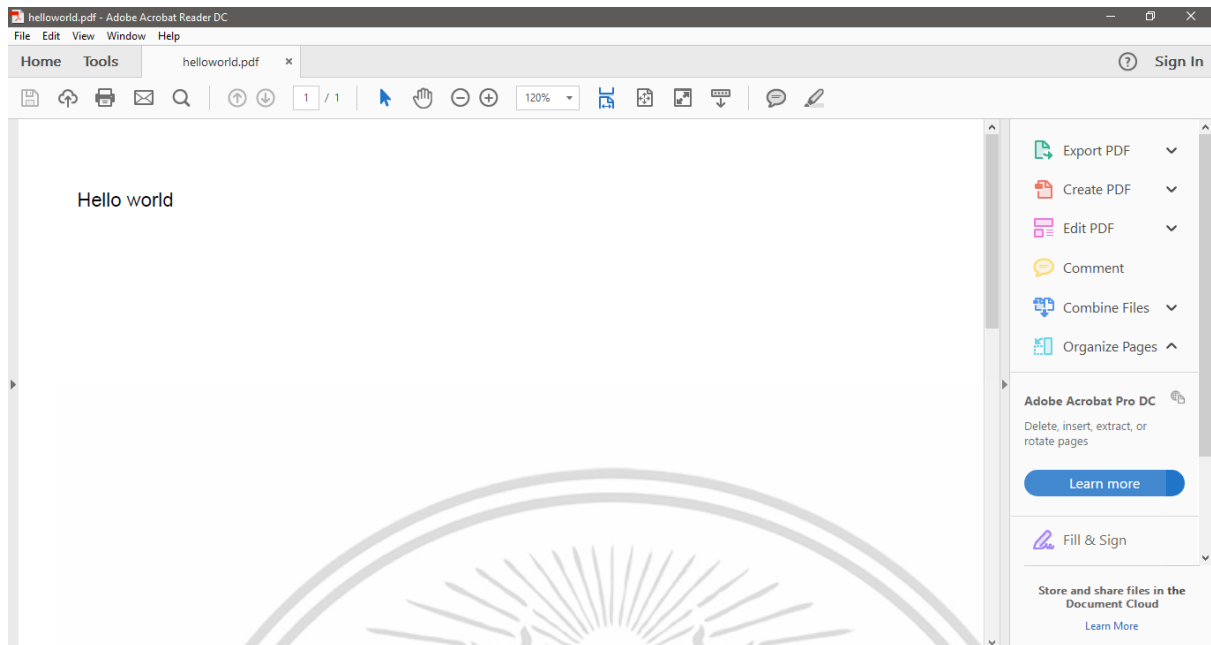 helloworld.pdf - Adobe Acrobat Reader DC
File Edit View Window Help
Home Tools helloworld.pdf × ? Sign In
1 / 1 120%
Hello world
Export PDF
Create PDF
Edit PDF
Comment
Combine Files
Organize Pages
Adobe Acrobat Pro DC
Delete, insert, extract, or
rotate pages
Learn more
Fill & Sign
Store and share files in the
Document Cloud
Learn More